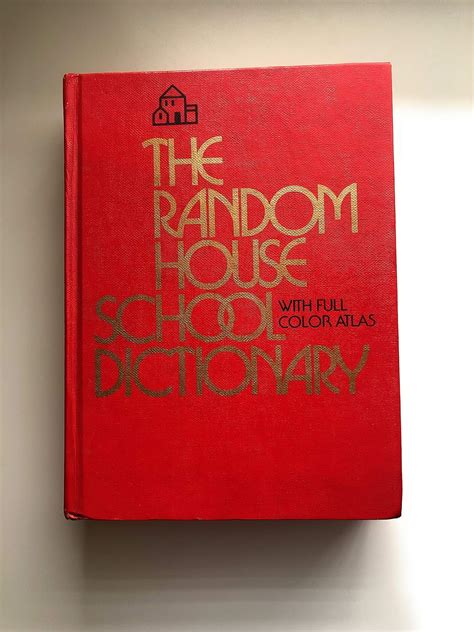 THE
RANDOM
HOUSE
SCHOOL
DICTIONARY
WITH FULL
COLOR ATLAS